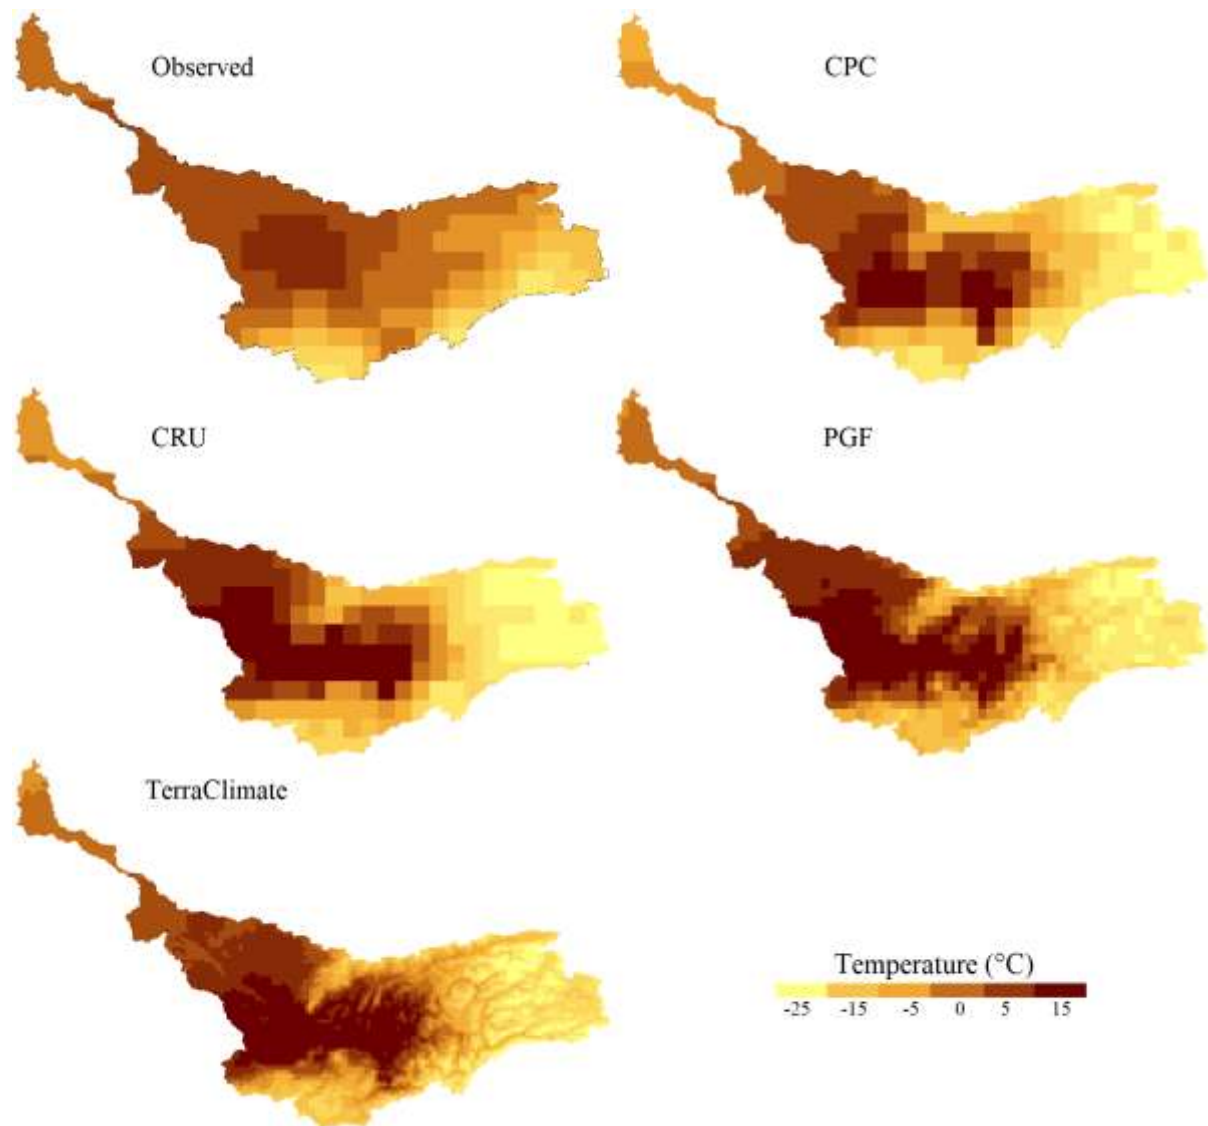 Observed
CPC
CRU
PGF
TerraClimate
Temperature (°C)
-25 -15 -5 0 5 15